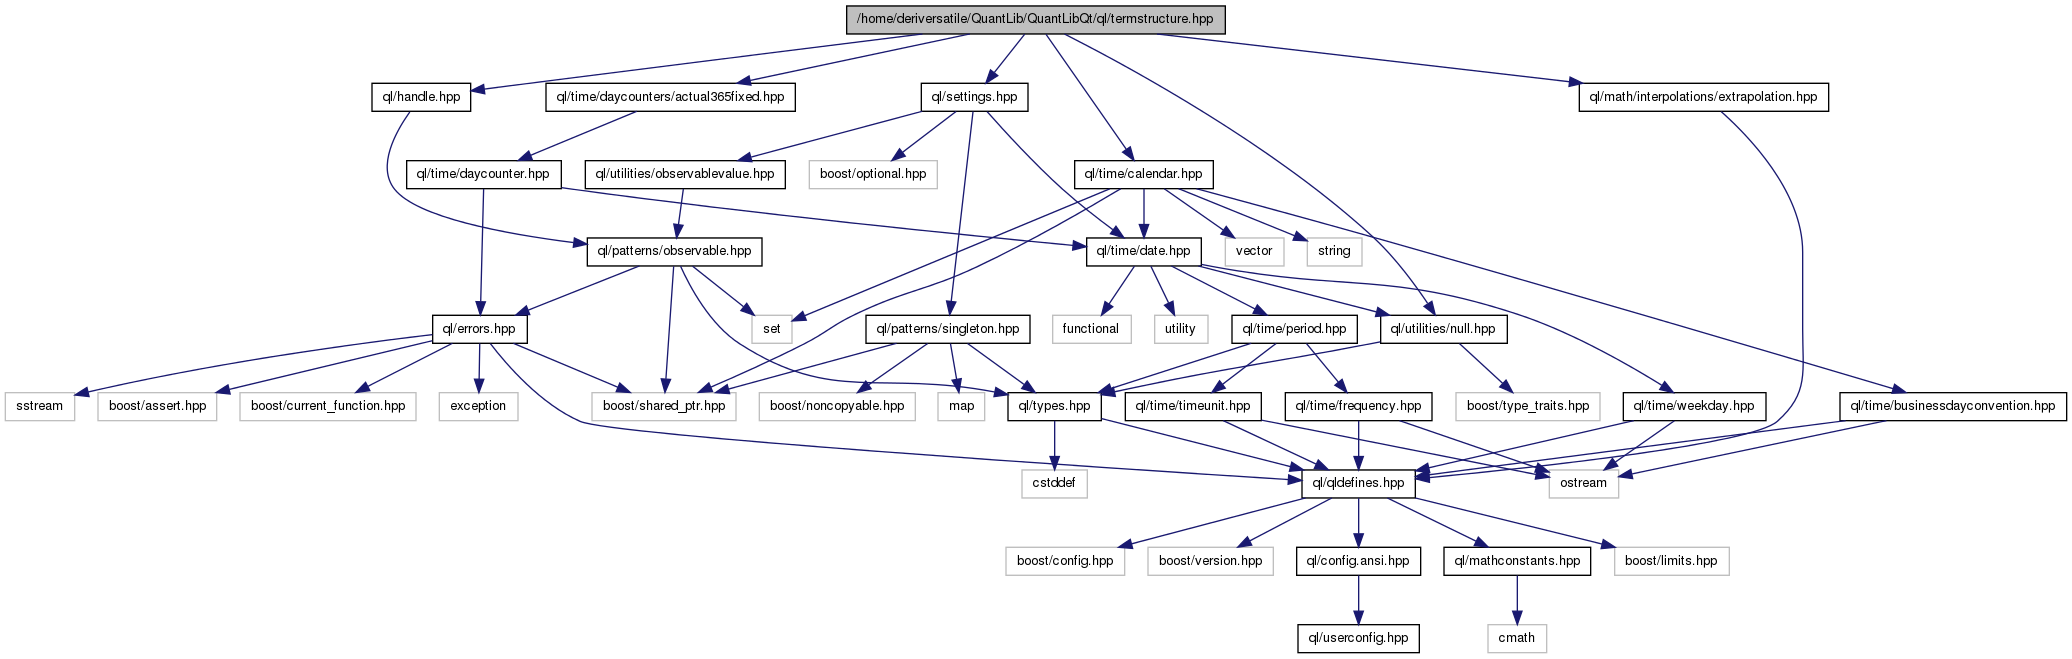 /home/deriversatile/QuantLib/QuantLibQt/ql/termstructure.hpp
ql/handle.hpp
ql/time/daycounters/actual365fixed.hpp
ql/settings.hpp
ql/math/interpolations/extrapolation.hpp
ql/time/daycounter.hpp
ql/utilities/observablevalue.hpp
boost/optional.hpp
ql/time/calendar.hpp
ql/patterns/observable.hpp
ql/time/date.hpp
vector
string
ql/errors.hpp
set
ql/patterns/singleton.hpp
functional
utility
ql/time/period.hpp
ql/utilities/null.hpp
sstream
boost/assert.hpp
boost/current_function.hpp
exception
boost/shared_ptr.hpp
boost/noncopyable.hpp
map
ql/types.hpp
ql/time/timeunit.hpp
ql/time/frequency.hpp
boost/type_traits.hpp
ql/time/weekday.hpp
ql/time/businessdayconvention.hpp
cstddef
ql/qldefines.hpp
ostream
boost/config.hpp
boost/version.hpp
ql/config.ansi.hpp
ql/mathconstants.hpp
boost/limits.hpp
ql/userconfig.hpp
cmath